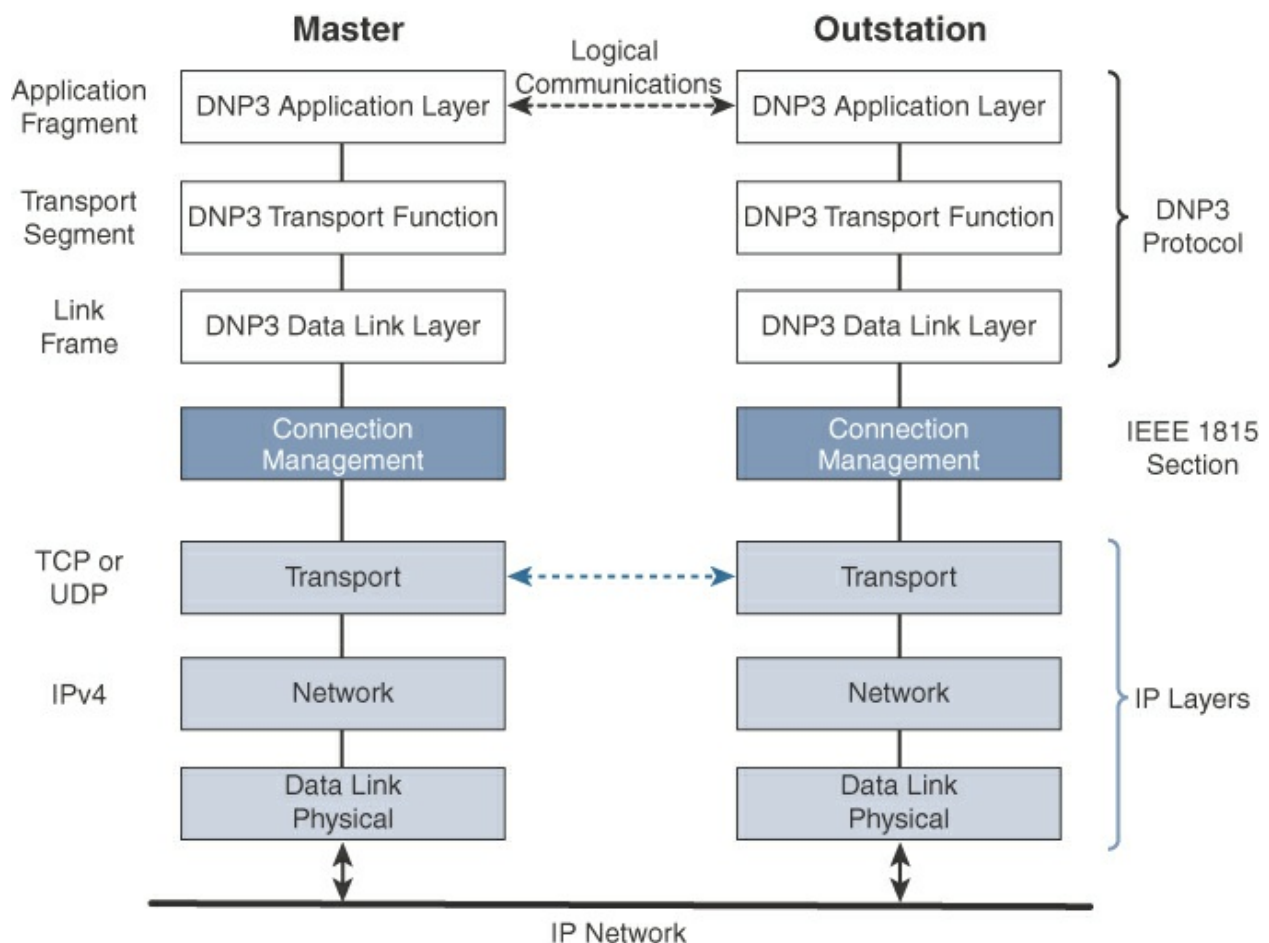 Master
Outstation
Logical
Communications
Application
Fragment
DNP3 Application Layer
DNP3 Application Layer
Transport
Segment
DNP3 Transport Function
DNP3 Transport Function
DNP3
Protocol
Link
Frame
DNP3 Data Link Layer
DNP3 Data Link Layer
Connection
Management
Connection
Management
IEEE 1815
Section
TCP or
UDP
Transport
Transport
IPv4
Network
Network
IP Layers
Data Link
Physical
Data Link
Physical
IP Network